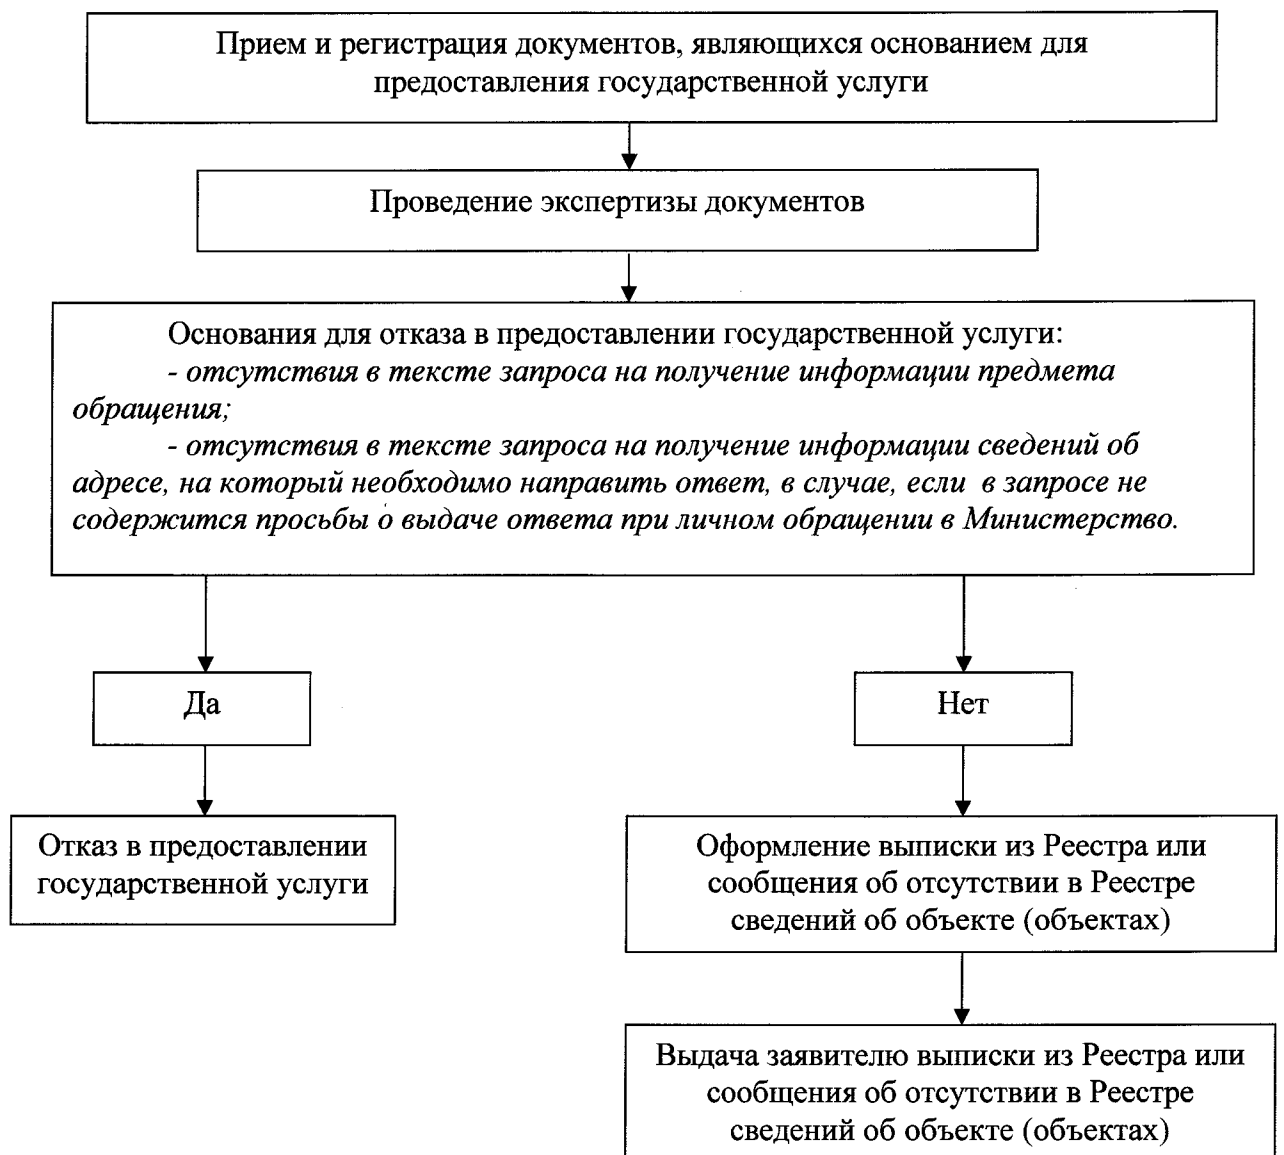 Прием и регистрация документов, являющихся основанием для
предоставления государственной услуги
Проведение экспертизы документов
Основания для отказа в предоставлении государственной услуги:
- отсутствия в тексте запроса на получение информации предмета
обращения;
- отсутствия в тексте запроса на получение информации сведений об
адресе, на который необходимо направить ответ, в случае, если в запросе не
содержится просьбы о выдаче ответа при личном обращении в Министерство.
Да
Нет
Отказ в предоставлении
государственной услуги
Оформление выписки из Реестра или
сообщения об отсутствии в Реестре
сведений об объекте (объектах)
Выдача заявителю выписки из Реестра или
сообщения об отсутствии в Реестре
сведений об объекте (объектах)